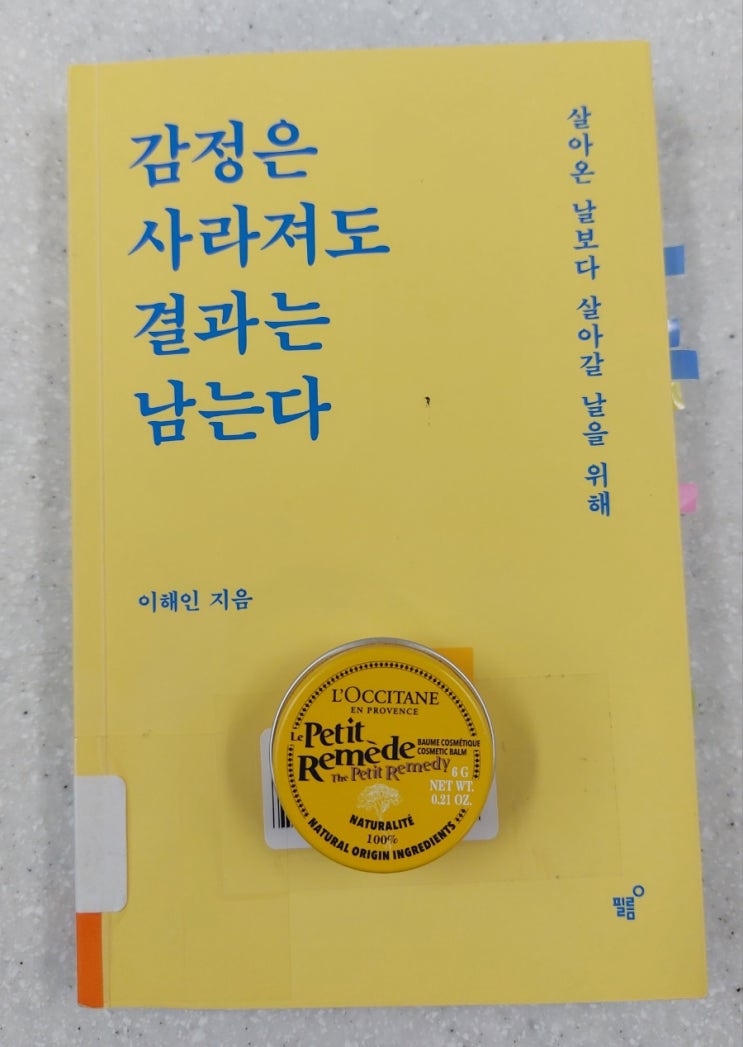 감정은
사라져도
결과는
남는다
살아온 날보다 살아갈 날을 위해
이해인 지음
L'OCCITANE
EN PROVENCE
Le Petit
Remède
BAUME COSMÉTIQUE
COSMETIC BALM
The Petit Remedy
6 G
NET WT.
0.21 OZ.
NATURALITÉ
100%
NATURAL ORIGIN INGREDIENTS
필름